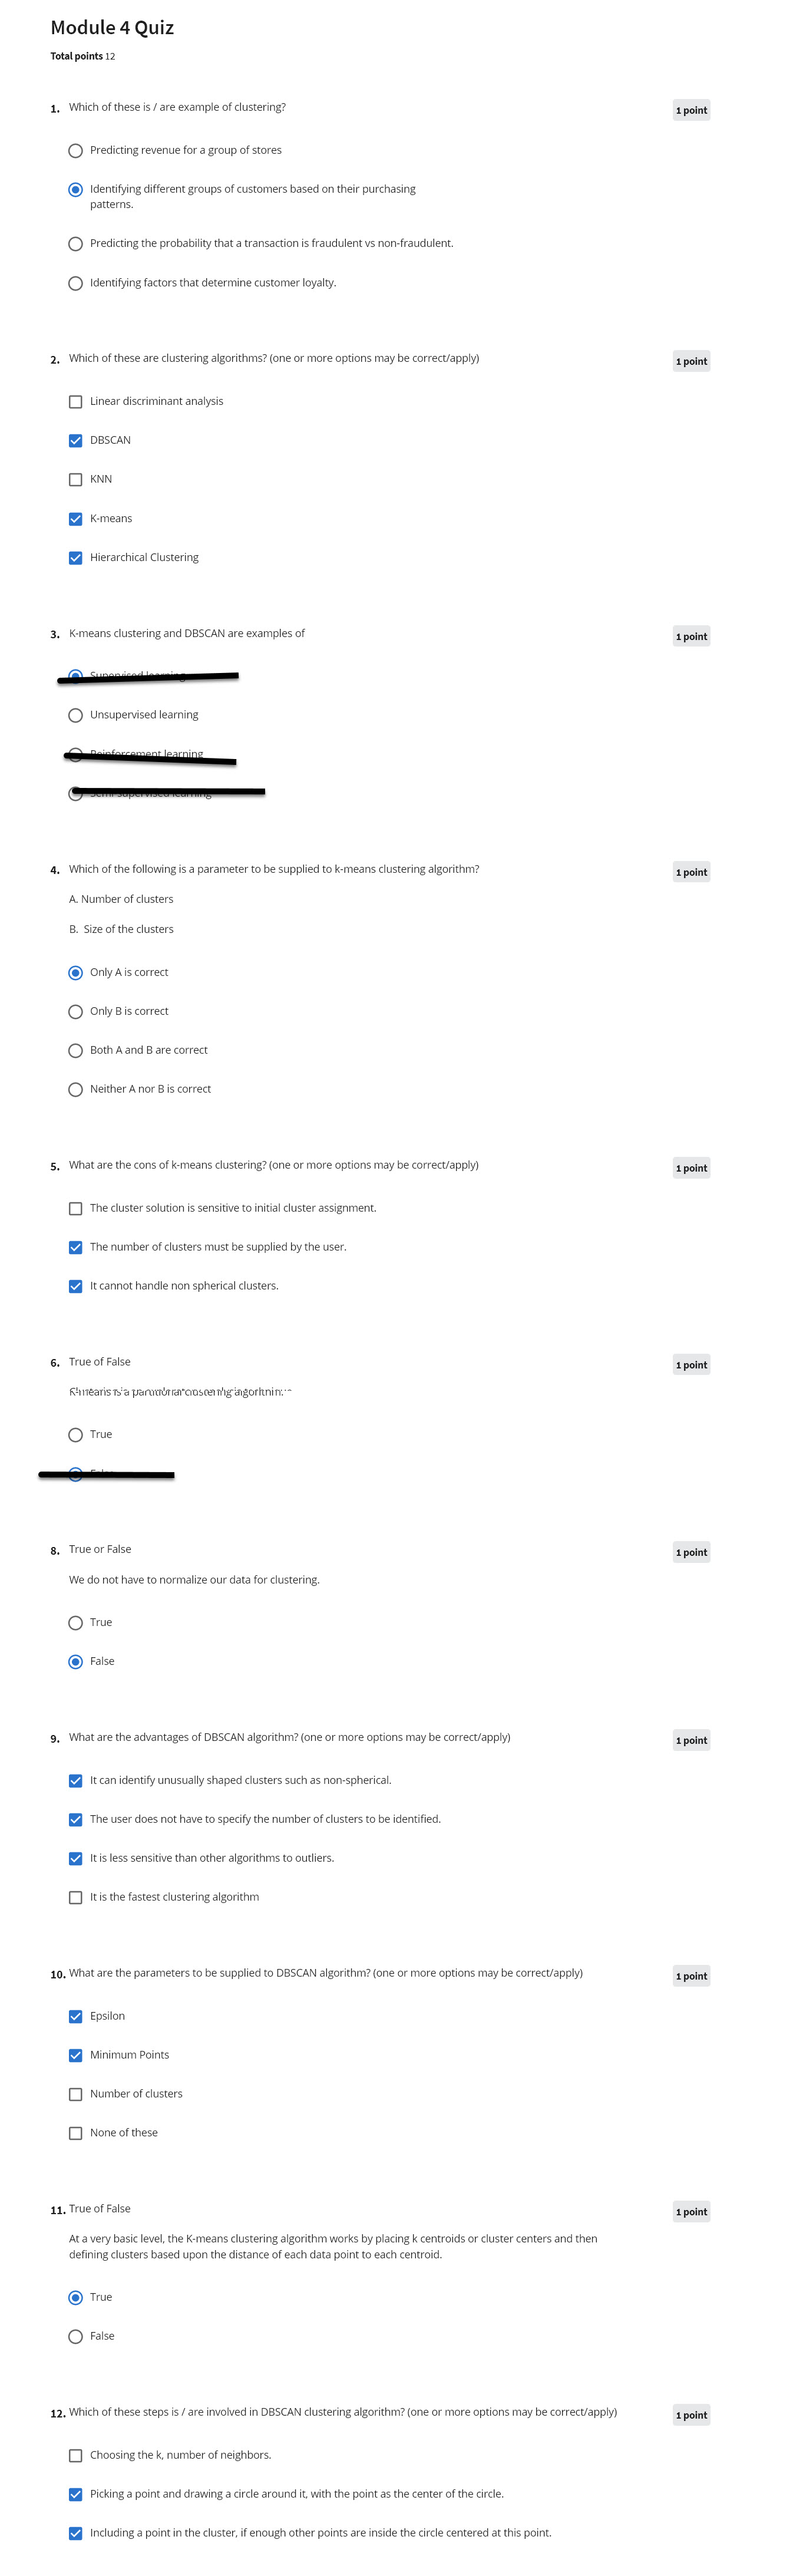 Module 4 Quiz
Total points 12
1. Which of these is / are example of clustering?
1 point
Predicting revenue for a group of stores
Identifying different groups of customers based on their purchasing
patterns.
Predicting the probability that a transaction is fraudulent vs non-fraudulent.
Identifying factors that determine customer loyalty.
2. Which of these are clustering algorithms? (one or more options may be correct/apply)
1 point
Linear discriminant analysis
DBSCAN
KNN
K-means
Hierarchical Clustering
3. K-means clustering and DBSCAN are examples of
1 point
Supervised learning
Unsupervised learning
Reinforcement learning
Semi-supervised learning
4. Which of the following is a parameter to be supplied to k-means clustering algorithm?
1 point
A. Number of clusters
B. Size of the clusters
Only A is correct
Only B is correct
Both A and B are correct
Neither A nor B is correct
5. What are the cons of k-means clustering? (one or more options may be correct/apply)
1 point
The cluster solution is sensitive to initial cluster assignment.
The number of clusters must be supplied by the user.
It cannot handle non spherical clusters.
6. True of False
1 point
True
8. True or False
1 point
We do not have to normalize our data for clustering.
True
False
9. What are the advantages of DBSCAN algorithm? (one or more options may be correct/apply)
1 point
It can identify unusually shaped clusters such as non-spherical.
The user does not have to specify the number of clusters to be identified.
It is less sensitive than other algorithms to outliers.
It is the fastest clustering algorithm
10. What are the parameters to be supplied to DBSCAN algorithm? (one or more options may be correct/apply)
1 point
Epsilon
Minimum Points
Number of clusters
None of these
11. True of False
1 point
At a very basic level, the K-means clustering algorithm works by placing k centroids or cluster centers and then
defining clusters based upon the distance of each data point to each centroid.
True
False
12. Which of these steps is / are involved in DBSCAN clustering algorithm? (one or more options may be correct/apply)
1 point
Choosing the k, number of neighbors.
Picking a point and drawing a circle around it, with the point as the center of the circle.
Including a point in the cluster, if enough other points are inside the circle centered at this point.